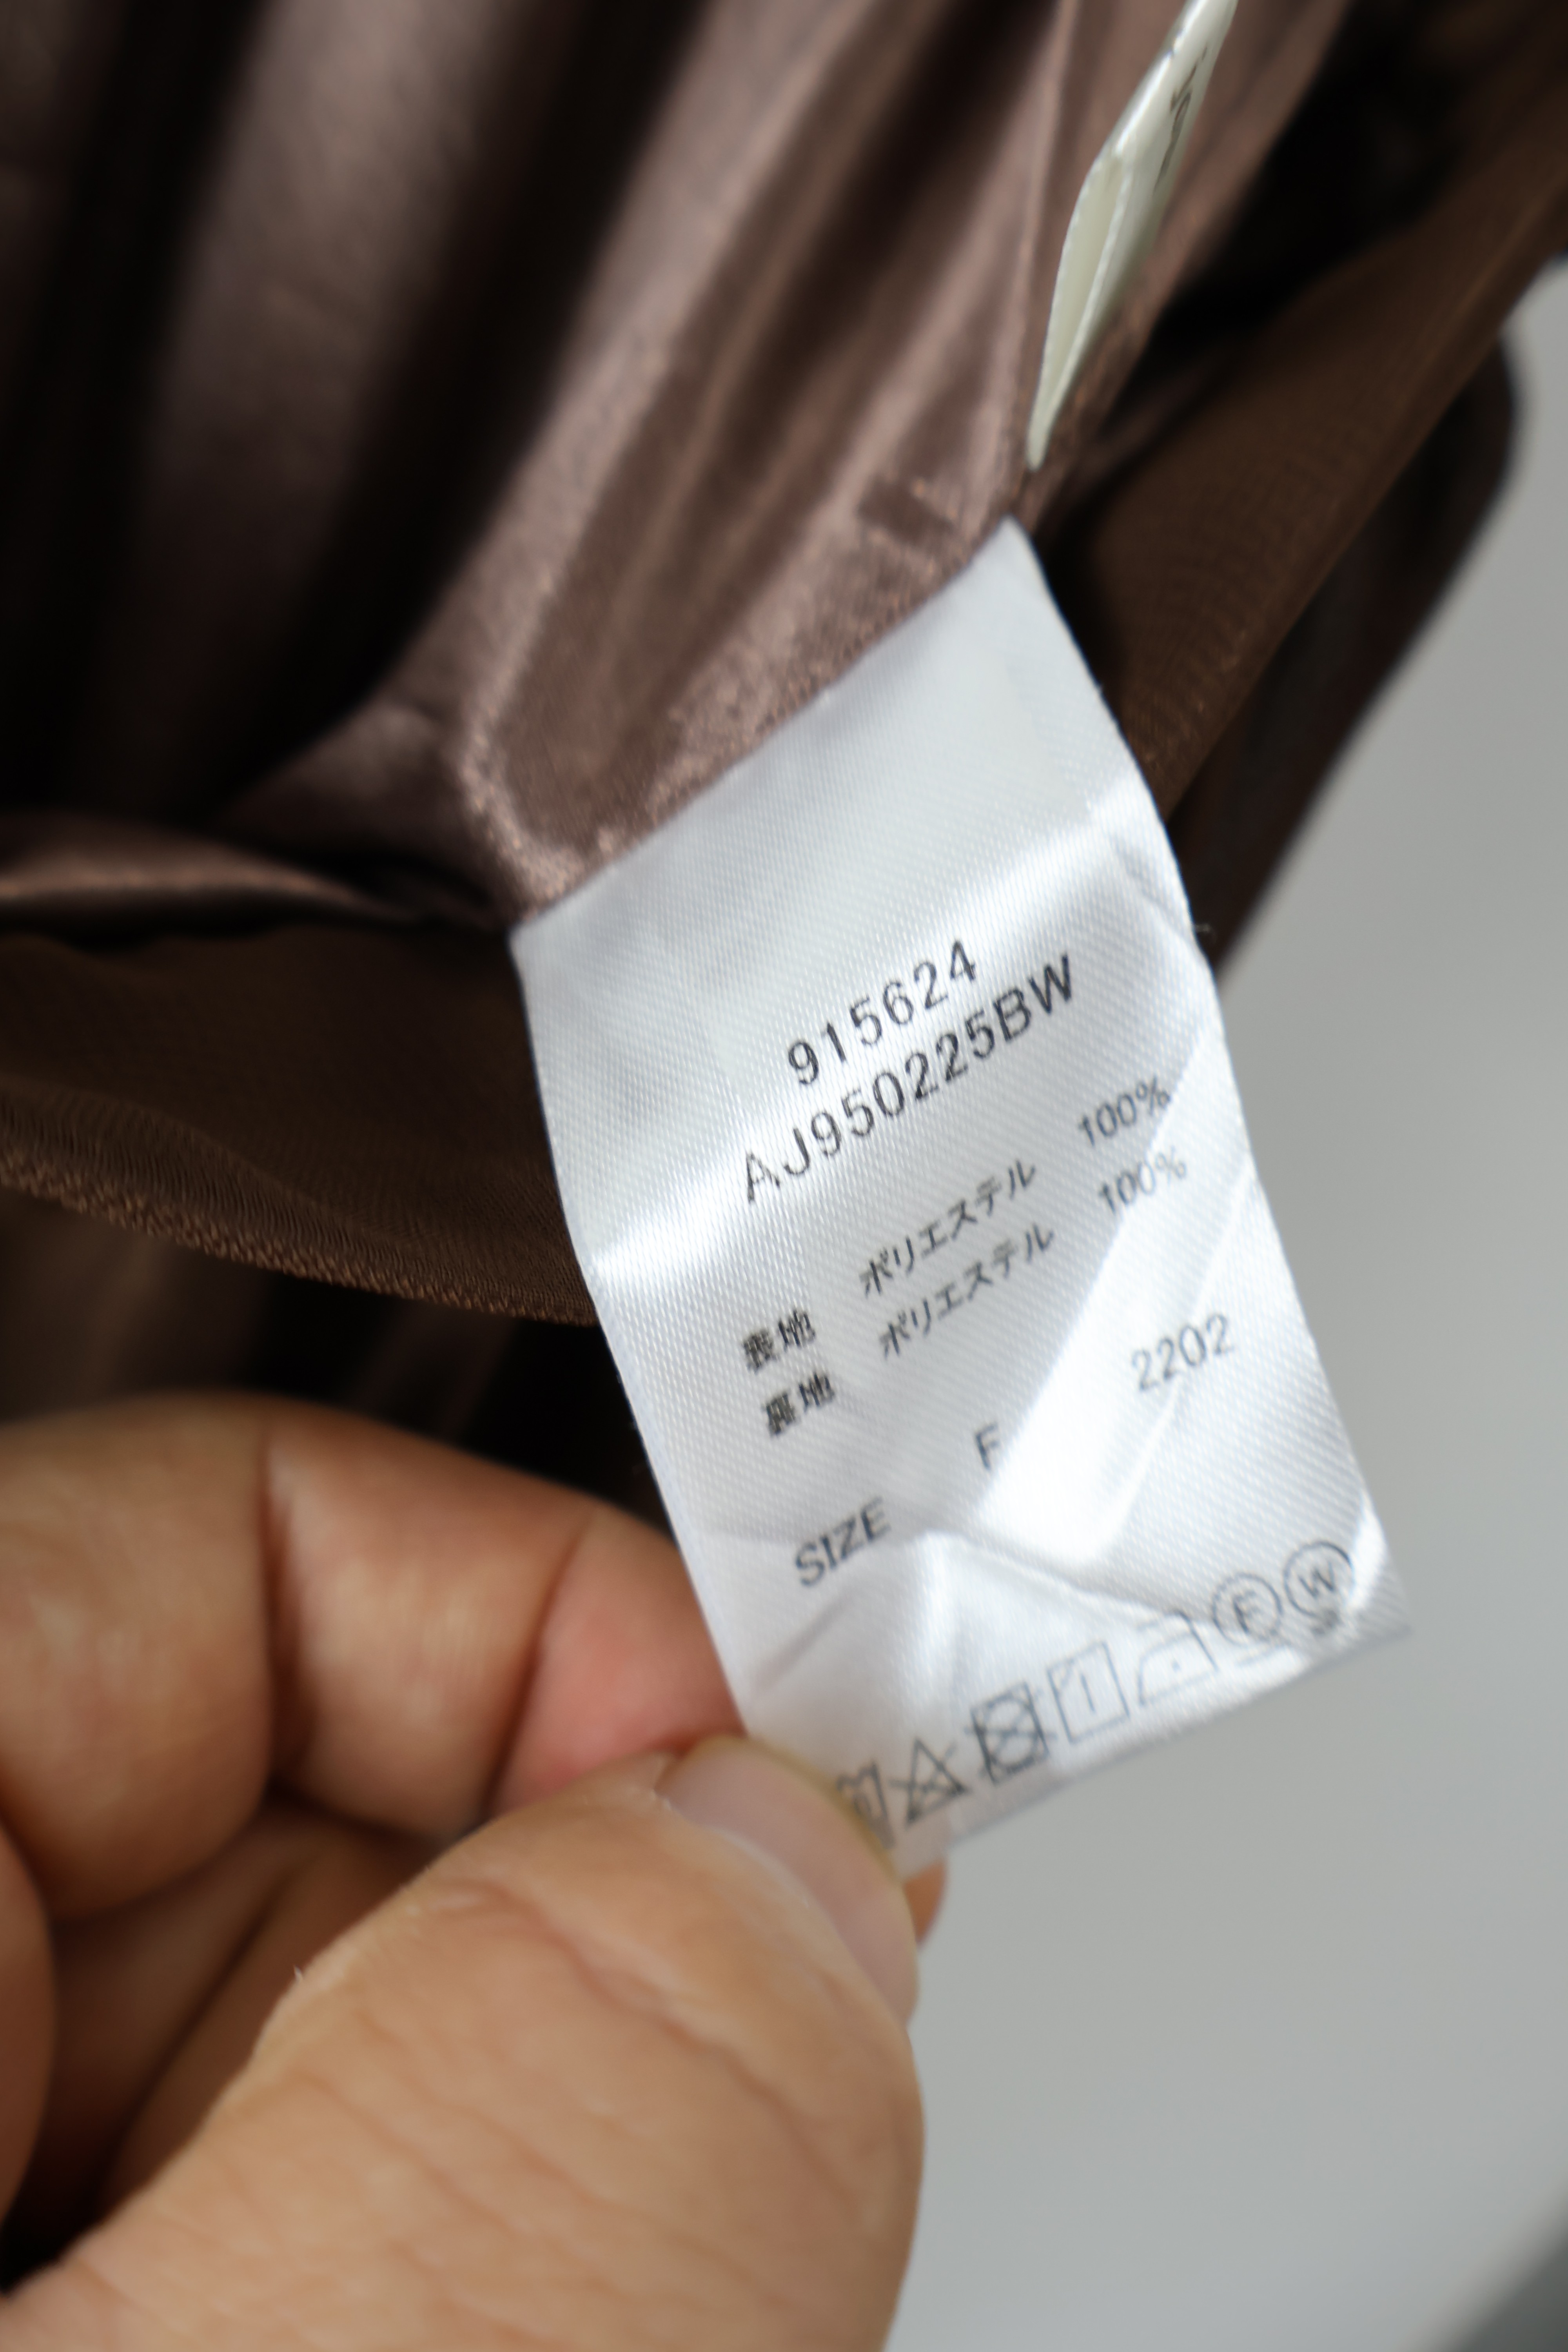 915624
AJ950225BW
表地 ポリエステル 100%
裏地 ポリエステル 100%
2202
SIZE F
F W